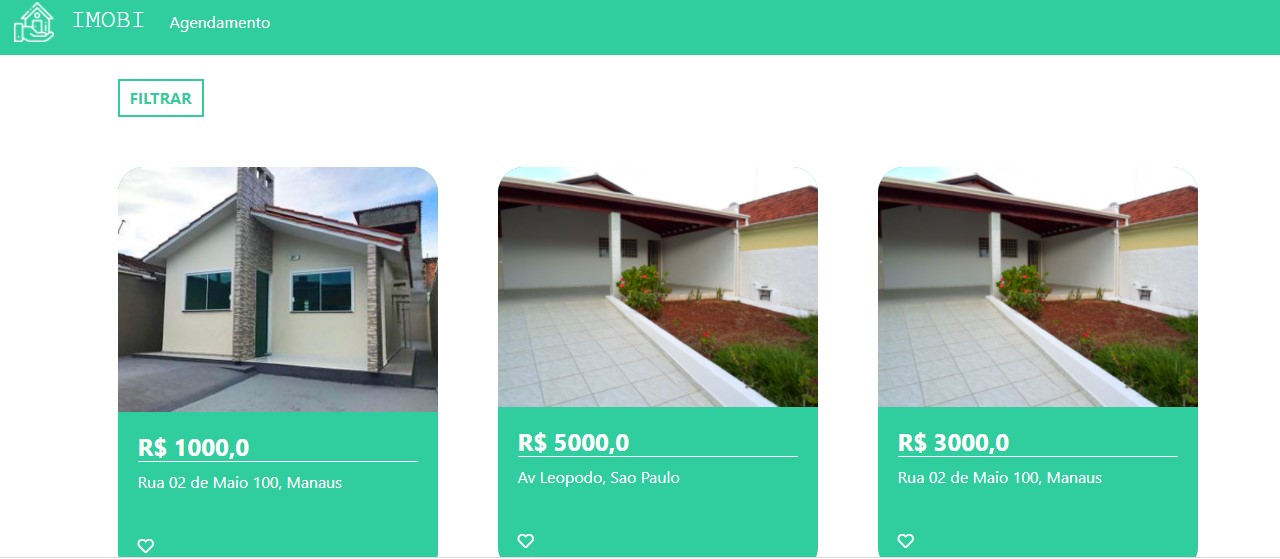 IMOBI
Agendamento
FILTRAR
R$ 1000,0
Rua 02 de Maio 100, Manaus
R$ 5000,0
Av Leopodo, Sao Paulo
R$ 3000,0
Rua 02 de Maio 100, Manaus